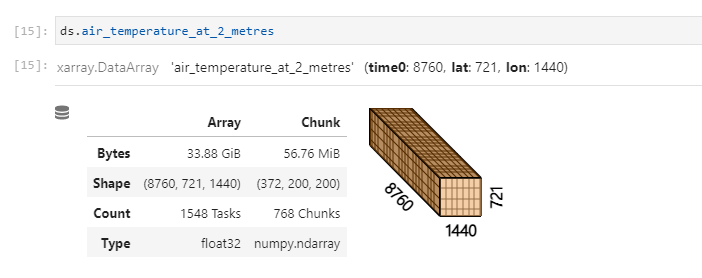 [15]: ds.air_temperature_at_2_metres
[15]: xarray.DataArray 'air_temperature_at_2_metres' (time0: 8760, lat: 721, lon: 1440)
Array Chunk
Bytes 33.88 GiB 56.76 MiB
Shape (8760, 721, 1440) (372, 200, 200)
Count 1548 Tasks 768 Chunks
Type float32 numpy.ndarray
8760
721
1440